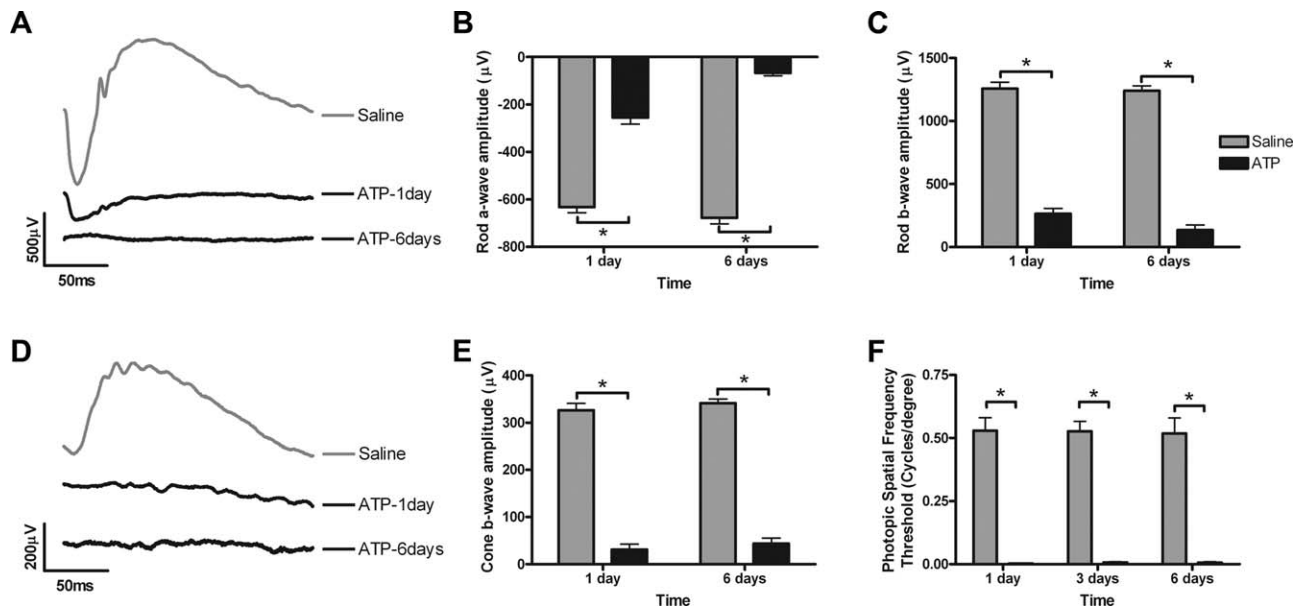 A
Saline
ATP-1day
ATP-6days
500µV
50ms
B
Rod a-wave amplitude (µV)
0
-200
-400
-600
-800
*
*
1 day
6 days
Time
C
Rod b-wave amplitude (µV)
1500
1000
500
0
*
*
1 day
6 days
Time
Saline
ATP
D
Saline
ATP-1day
ATP-6days
200µV
50ms
E
Cone b-wave amplitude (µV)
400
300
200
100
0
*
*
1 day
6 days
Time
F
Photopic Spatial Frequency
Threshold (Cycles/degree)
0.75
0.50
0.25
0.00
*
*
*
1 day
3 days
6 days
Time